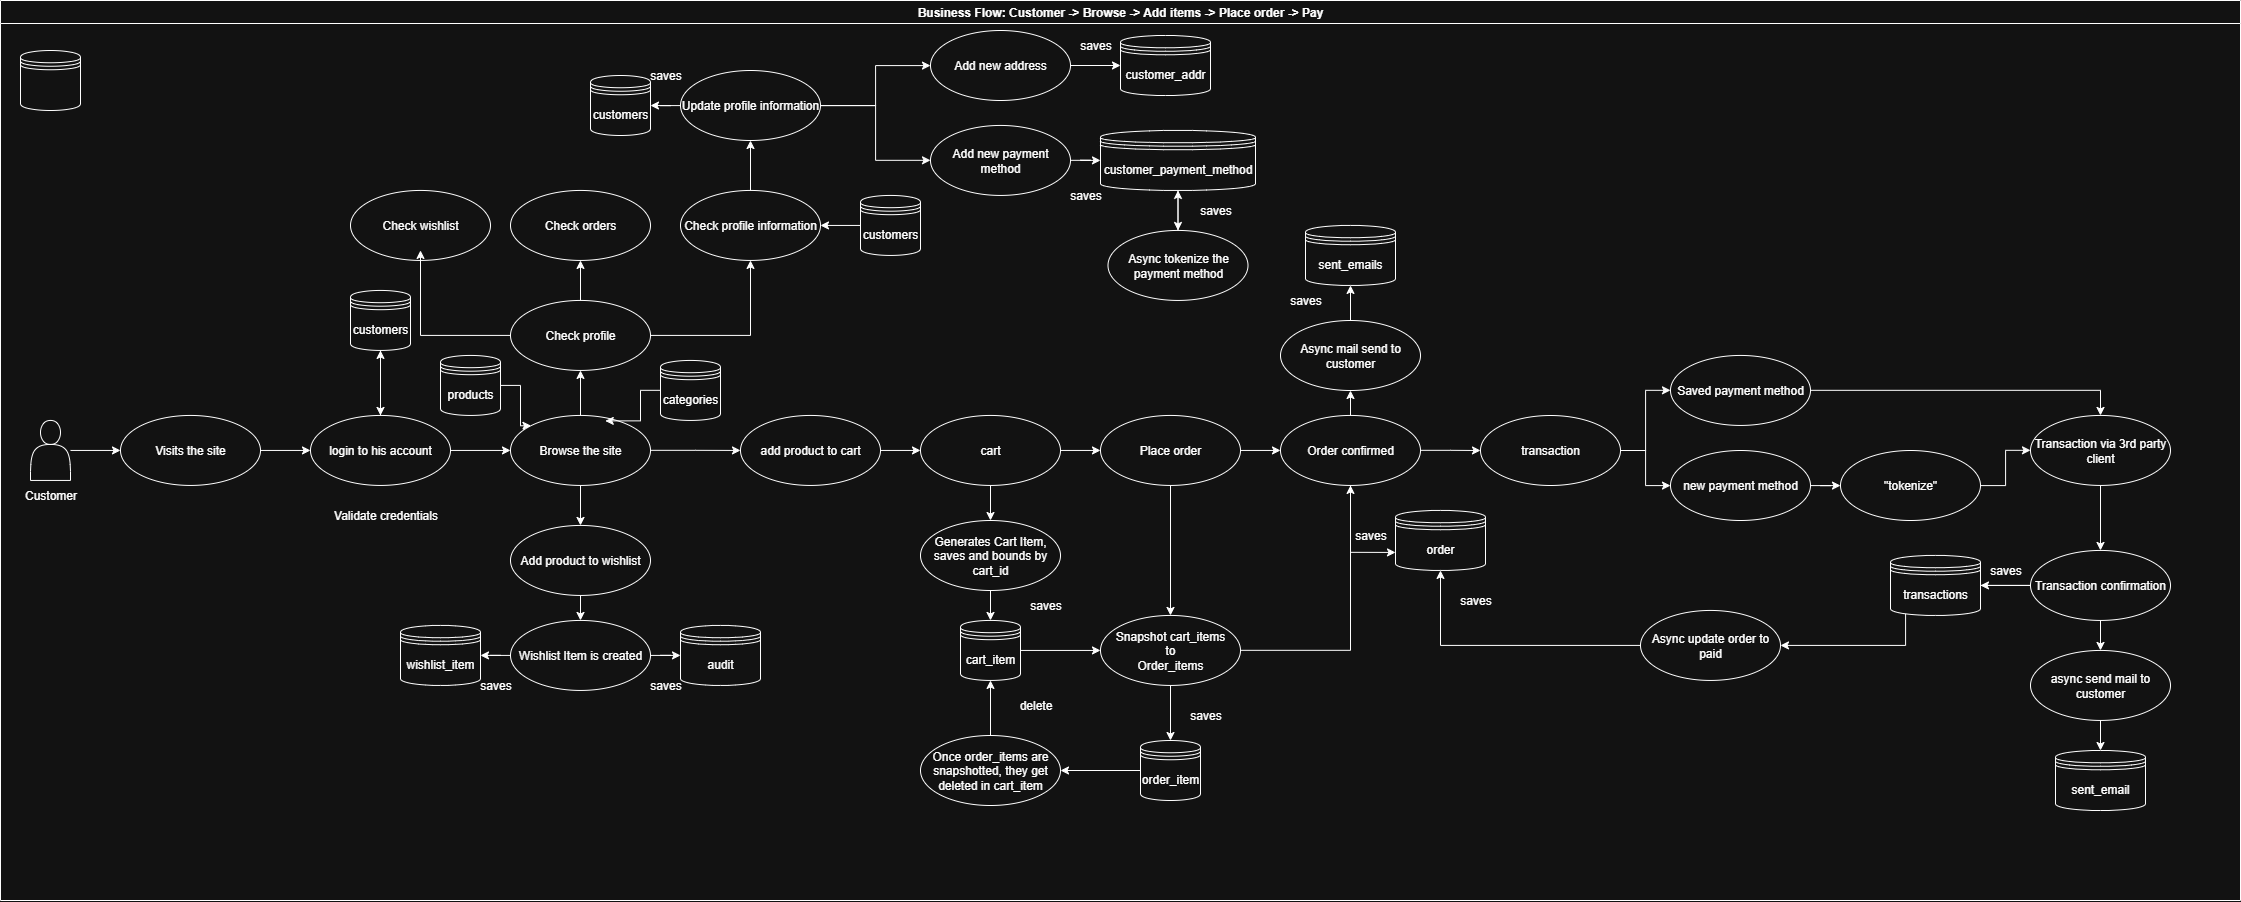 Business Flow: Customer -> Browse -> Add items -> Place order -> Pay
saves
Add new address
customer_addr
saves
customers
Update profile information
Add new payment
method
customer_payment_method
saves
saves
Check wishlist
Check orders
Check profile information
customers
Async tokenize the
payment method
sent_emails
saves
customers
Check profile
Async mail send to
customer
products
categories
Saved payment method
Customer
Visits the site
login to his account
Browse the site
add product to cart
cart
Place order
Order confirmed
transaction
Transaction via 3rd party
client
new payment method
"tokenize"
Validate credentials
Add product to wishlist
Generates Cart Item,
saves and bounds by
cart_id
saves
order
saves
transactions
Transaction confirmation
saves
saves
wishlist_item
Wishlist Item is created
audit
saves
saves
cart_item
Snapshot cart_items
to
Order_items
Async update order to
paid
async send mail to
customer
delete
saves
Once order_items are
snapshotted, they get
deleted in cart_item
order_item
sent_email